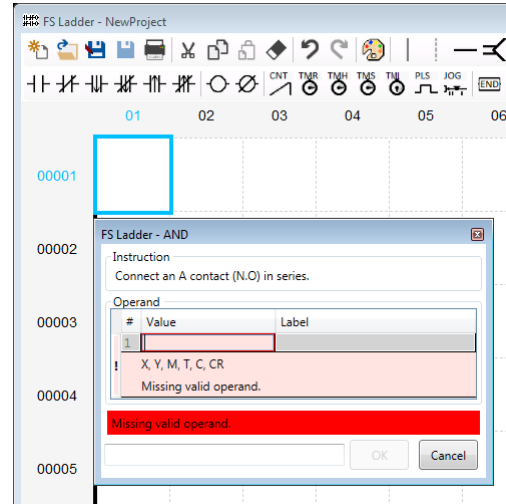 FS Ladder - NewProject
CNT TMR TMH TMS TMI PLS JOG END
01 02 03 04 05 06
00001
00002
FS Ladder - AND
Instruction
Connect an A contact (N.O) in series.
Operand
# Value Label
1
! X, Y, M, T, C, CR
Missing valid operand.
Missing valid operand.
OK Cancel
00003
00004
00005